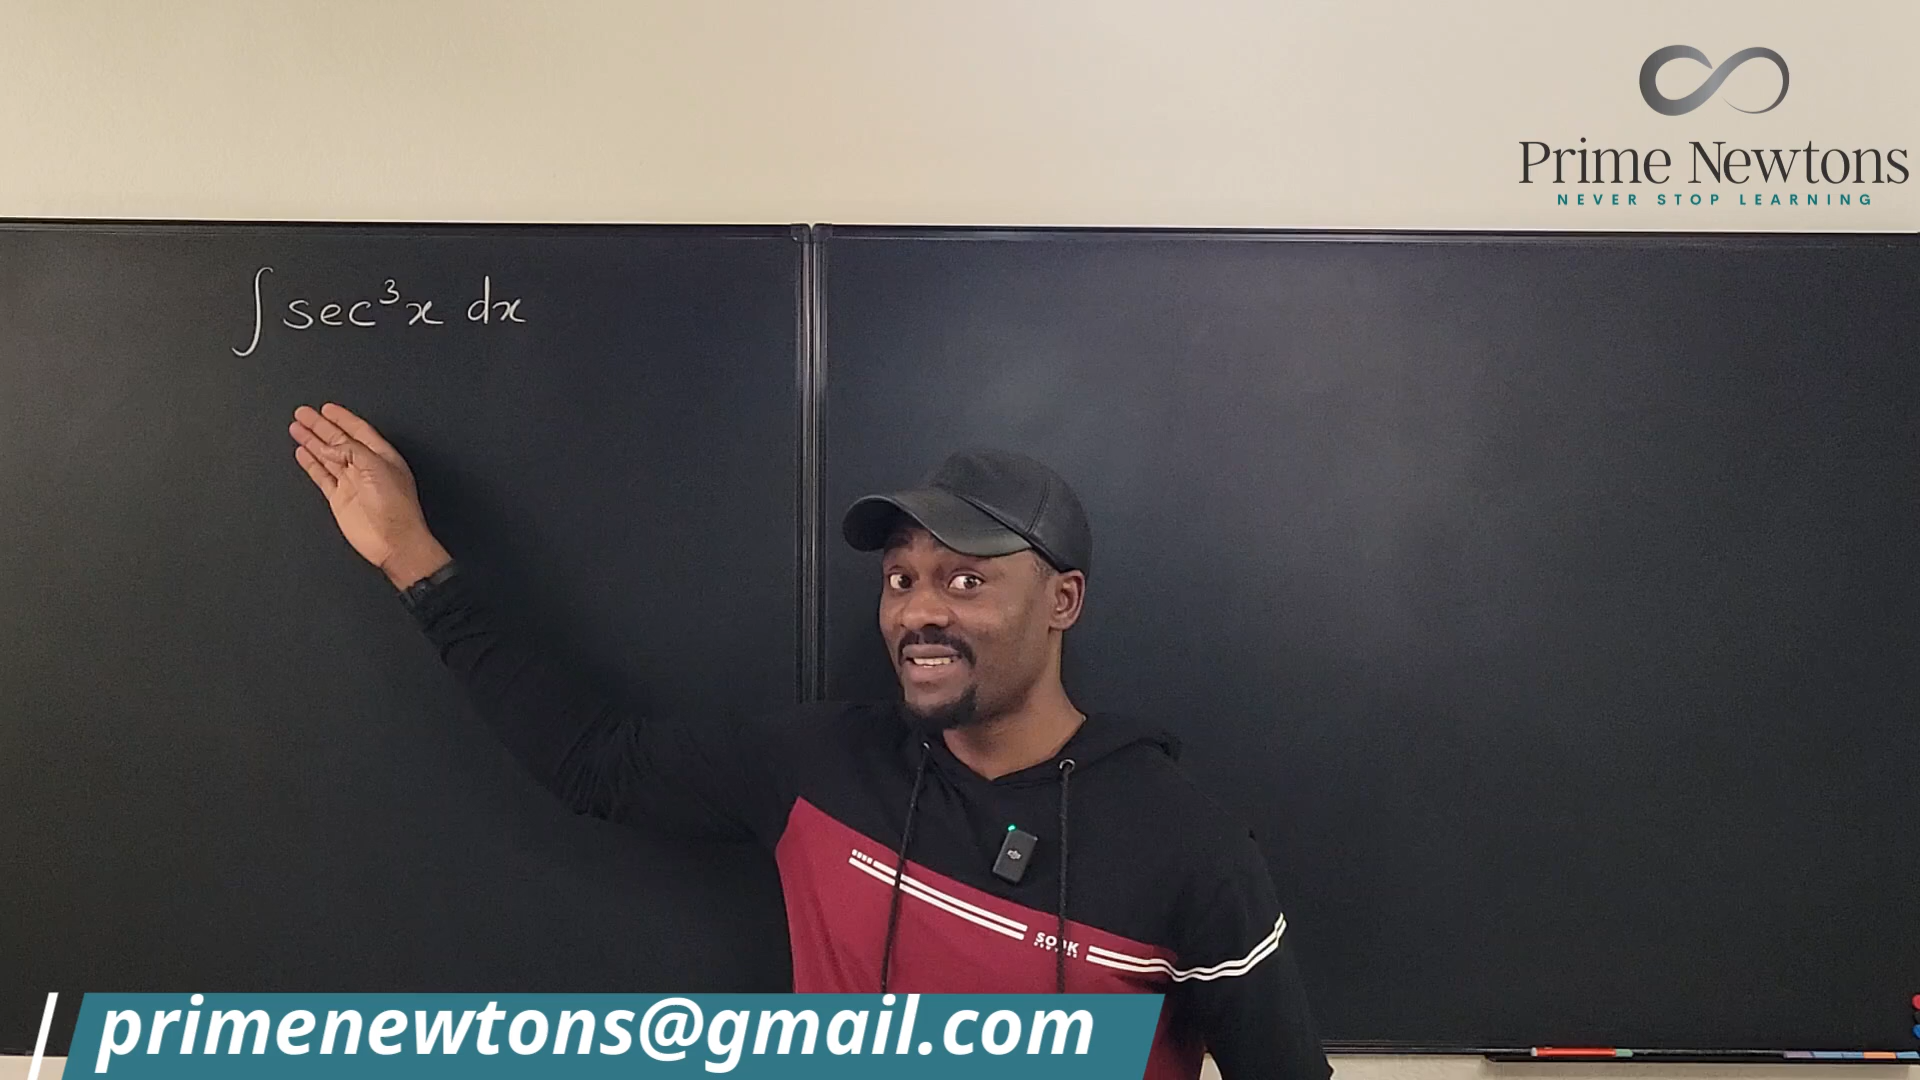 Prime Newtons
NEVER STOP LEARNING
∫ sec³x dx
primenewtons@gmail.com